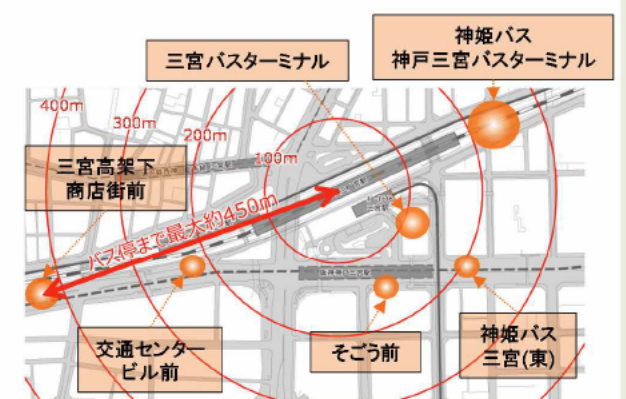 神姫バス
神戸三宮バスターミナル
三宮バスターミナル
400m
300m
200m
100m
三宮高架下
商店街前
バス停まで最大約450m
交通センター
ビル前
そごう前
神姫バス
三宮(東)